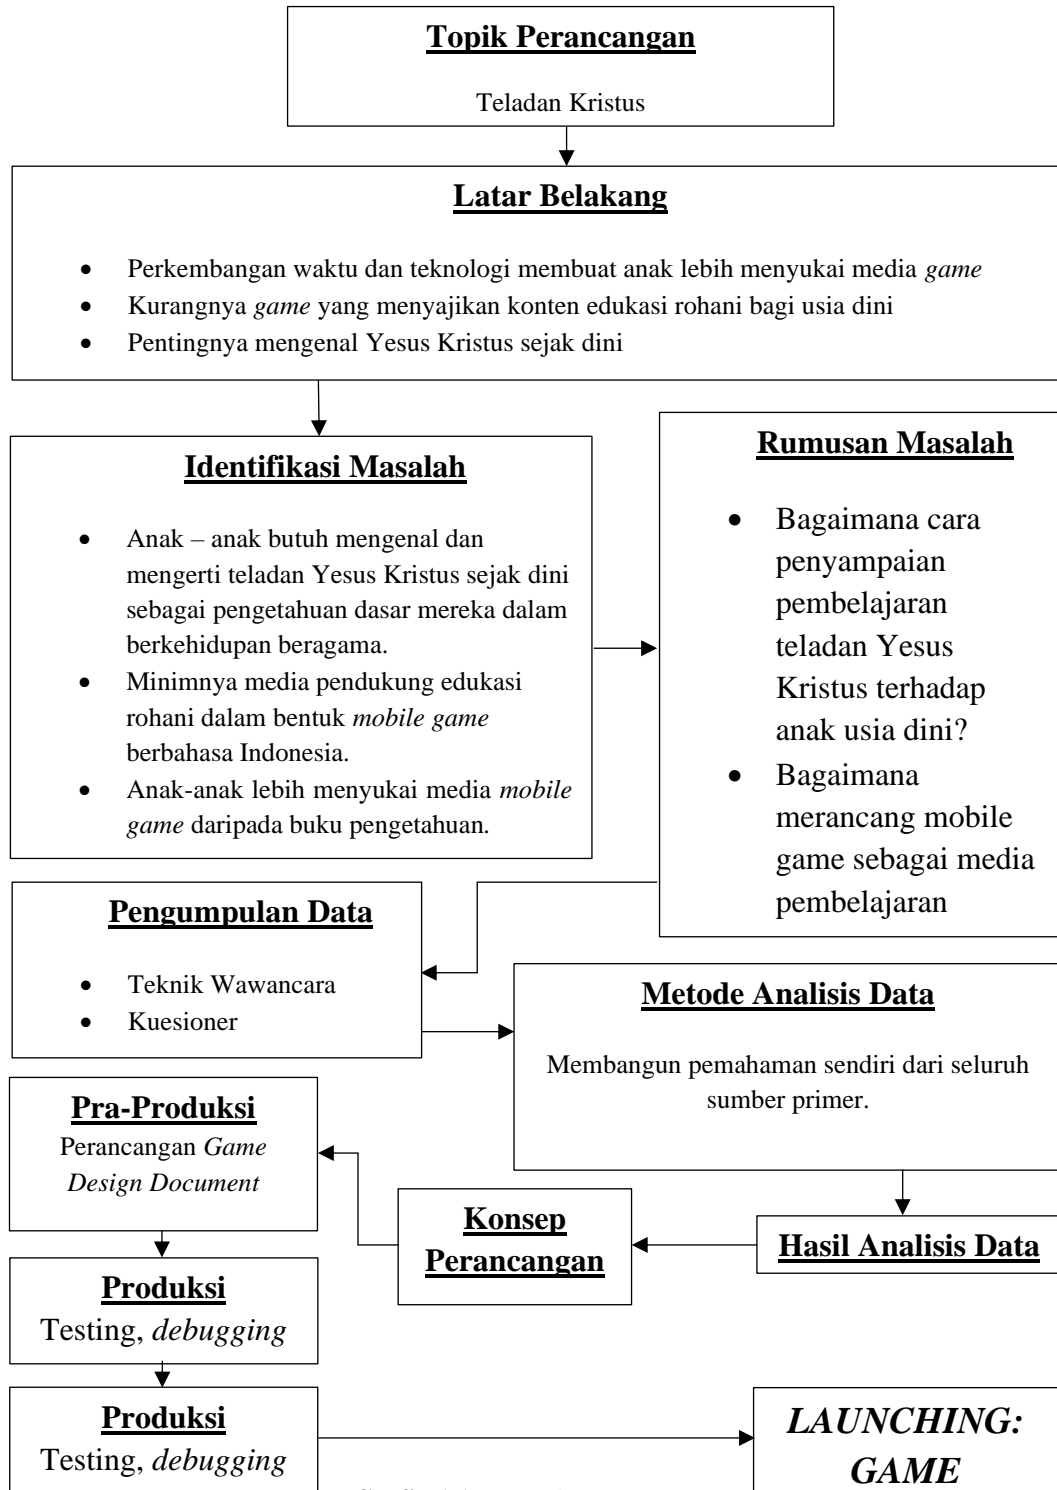 Topik Perancangan
Teladan Kristus
Latar Belakang
• Perkembangan waktu dan teknologi membuat anak lebih menyukai media game
• Kurangnya game yang menyajikan konten edukasi rohani bagi usia dini
• Pentingnya mengenal Yesus Kristus sejak dini
Identifikasi Masalah
• Anak – anak butuh mengenal dan
mengerti teladan Yesus Kristus sejak dini
sebagai pengetahuan dasar mereka dalam
berkehidupan beragama.
• Minimnya media pendukung edukasi
rohani dalam bentuk mobile game
berbahasa Indonesia.
• Anak-anak lebih menyukai media mobile
game daripada buku pengetahuan.
Rumusan Masalah
• Bagaimana cara
penyampaian
pembelajaran
teladan Yesus
Kristus terhadap
anak usia dini?
• Bagaimana
merancang mobile
game sebagai media
pembelajaran
Pengumpulan Data
• Teknik Wawancara
• Kuesioner
Metode Analisis Data
Membangun pemahaman sendiri dari seluruh
sumber primer.
Hasil Analisis Data
Konsep
Perancangan
Pra-Produksi
Perancangan Game
Design Document
Produksi
Testing, debugging
Produksi
Testing, debugging
LAUNCHING:
GAME